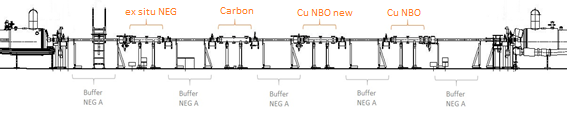 ex situ NEG Carbon Cu NBO new Cu NBO
Buffer Buffer Buffer Buffer Buffer
NEG A NEG A NEG A NEG A NEG A